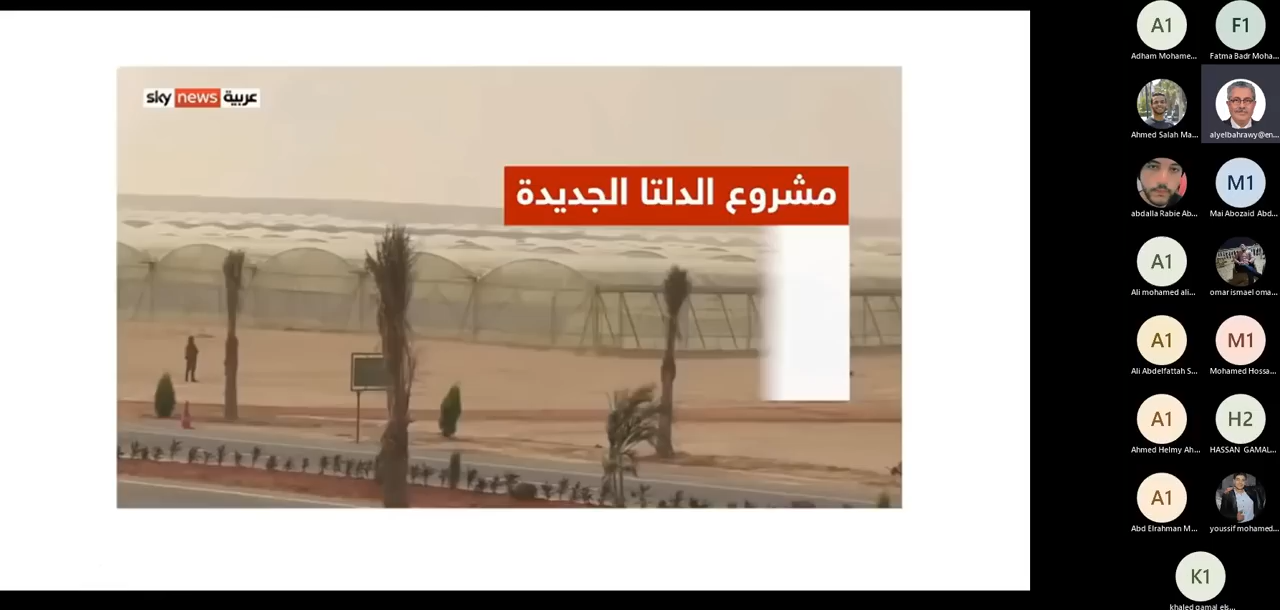 sky news عربية
مشروع الدلتا الجديدة
A1
F1
Adham Mohame...
Fatma Badr Moha...
Ahmed Salah Ma...
alyelbahrawy@en...
M1
abdalla Rabie Ab...
Mai Abozaid Abd...
A1
Ali mohamed ali...
omar ismael oma...
A1
M1
Ali Abdelfattah S...
Mohamed Hossa...
A1
H2
Ahmed Helmy Ah...
HASSAN GAMAL...
A1
Abd Elrahman M...
youssif mohamed...
K1
khaled gamal els...